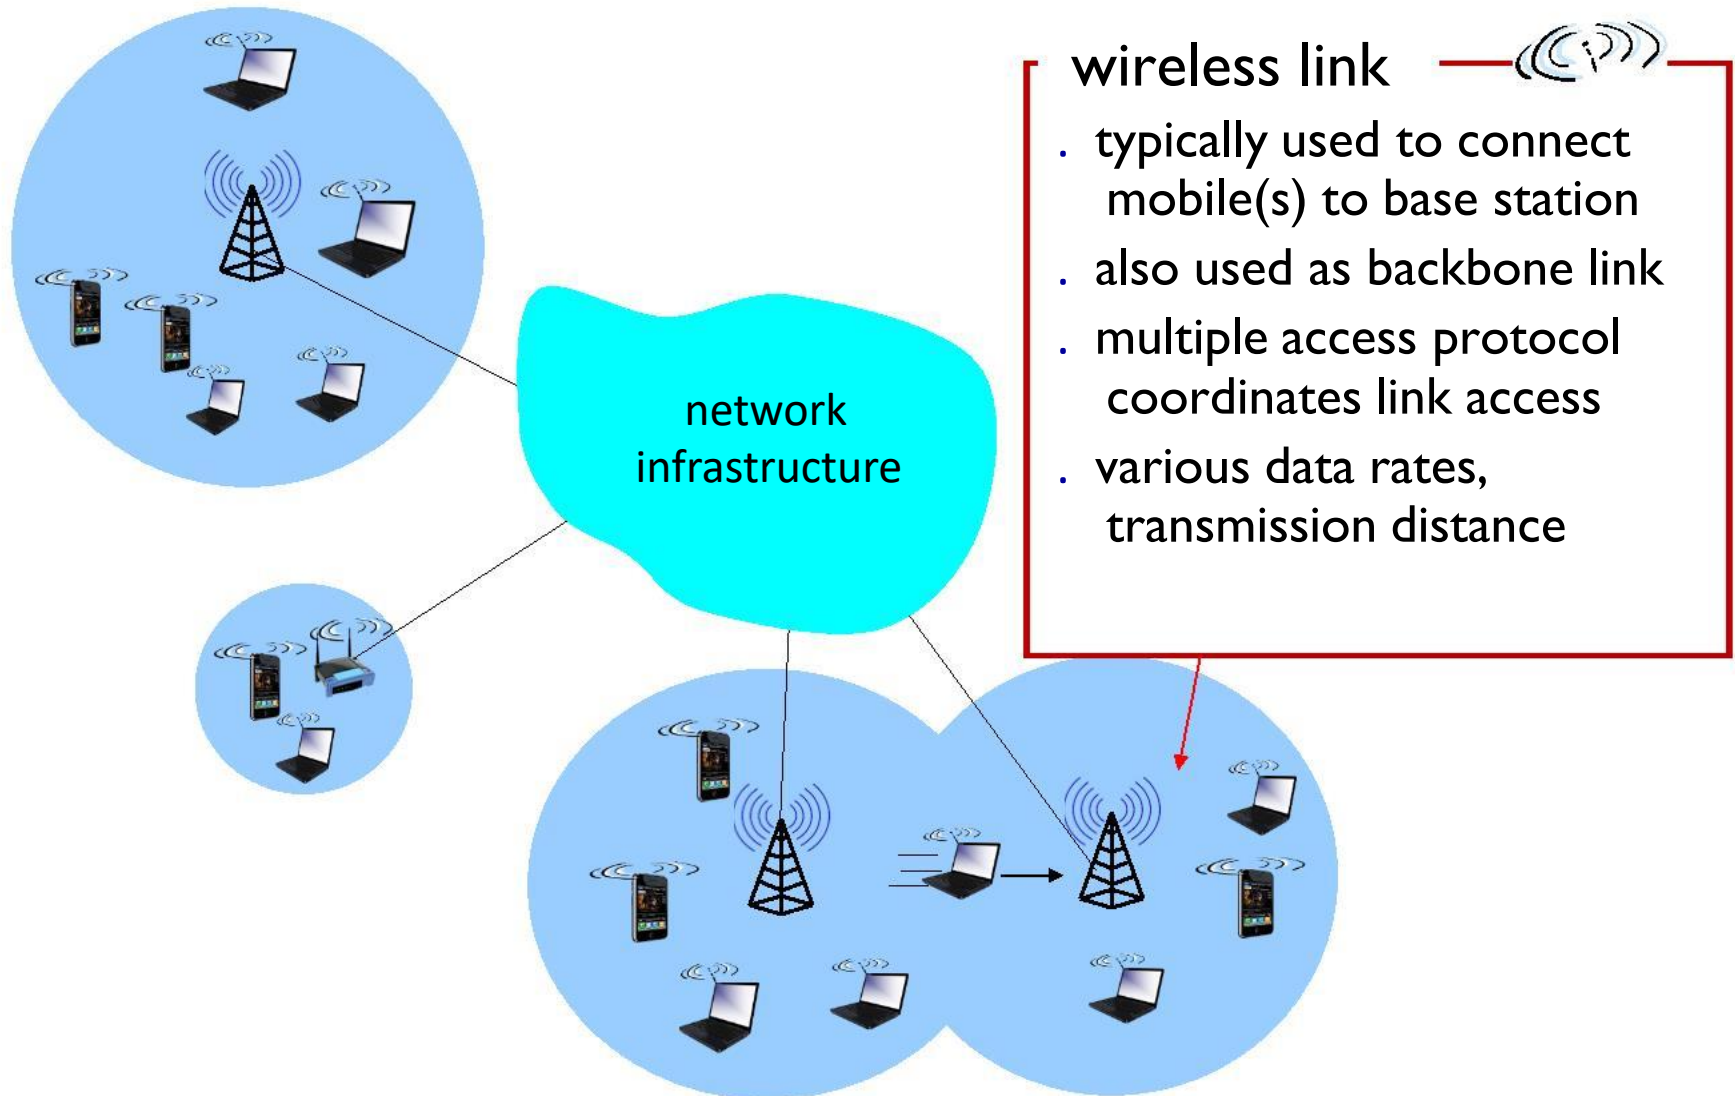 wireless link
. typically used to connect
mobile(s) to base station
. also used as backbone link
. multiple access protocol
coordinates link access
. various data rates,
transmission distance
network
infrastructure